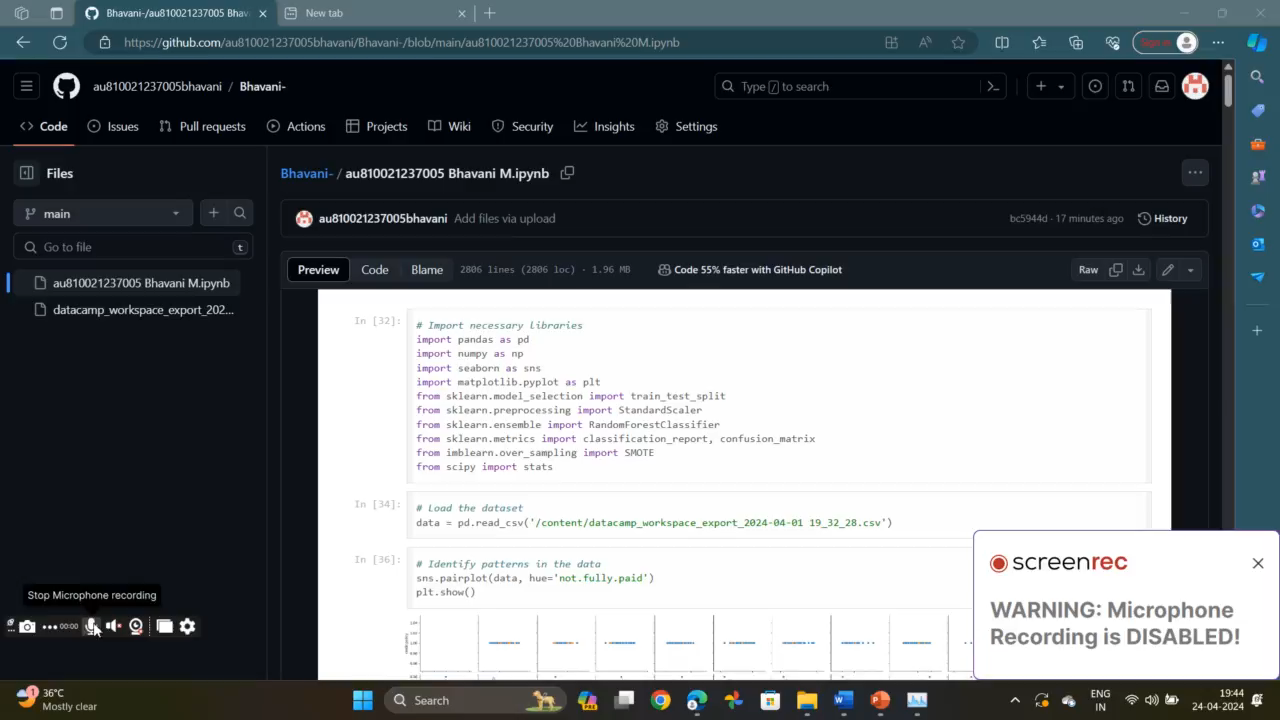 au810021237005 Bhavani M.ipynb
New tab
https://github.com/au810021237005bhavani/Bhavani-/blob/main/au810021237005%20Bhavani%20M.ipynb
Sign in
au810021237005bhavani / Bhavani-
Type / to search
Code
Issues
Pull requests
Actions
Projects
Wiki
Security
Insights
Settings
Files
Bhavani- / au810021237005 Bhavani M.ipynb
main
au810021237005bhavani Add files via upload
bc5944d · 17 minutes ago
History
Go to file
t
Preview
Code
Blame
2806 lines (2806 loc) · 1.96 MB
Code 55% faster with GitHub Copilot
Raw
au810021237005 Bhavani M.ipynb
datacamp_workspace_export_202...
In [32]:
# Import necessary libraries
import pandas as pd
import numpy as np
import seaborn as sns
import matplotlib.pyplot as plt
from sklearn.model_selection import train_test_split
from sklearn.preprocessing import StandardScaler
from sklearn.ensemble import RandomForestClassifier
from sklearn.metrics import classification_report, confusion_matrix
from imblearn.over_sampling import SMOTE
from scipy import stats
In [34]:
# Load the dataset
data = pd.read_csv('/content/datacamp_workspace_export_2024-04-01 19_32_28.csv')
In [36]:
# Identify patterns in the data
sns.pairplot(data, hue='not.fully.paid')
plt.show()
screenrec
WARNING: Microphone
Recording is DISABLED!
Stop Microphone recording
00:00
1
36°C
Mostly clear
Search
PRE
ENG
IN
19:44
24-04-2024